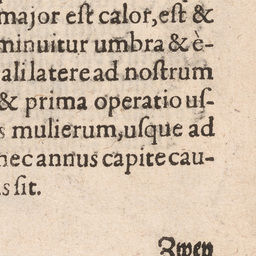 major eſt calor, eſt &
minuitur umbra & è-
ali latere ad noſtrum
& prima operatio uſ-
s mulierum, uſque ad
nec annus capite cau-
s ſit.
Zwey